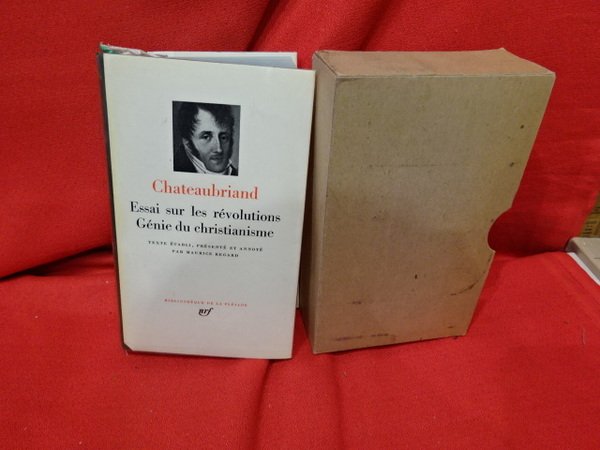 Chateaubriand
Essai sur les révolutions
Génie du christianisme
TEXTE ÉTABLI, PRÉSENTÉ ET ANNOTÉ
PAR MAURICE REGARD
BIBLIOTHÈQUE DE LA PLÉIADE
nrf